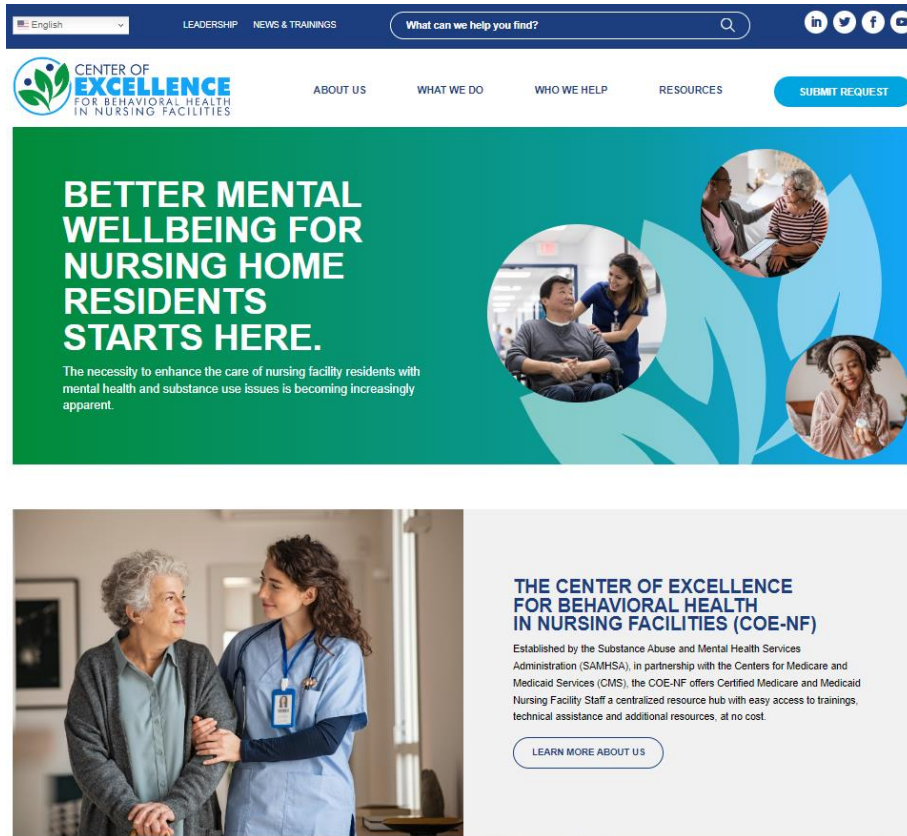 English
LEADERSHIP
NEWS & TRAININGS
What can we help you find?
CENTER OF
EXCELLENCE
FOR BEHAVIORAL HEALTH
IN NURSING FACILITIES
ABOUT US
WHAT WE DO
WHO WE HELP
RESOURCES
SUBMIT REQUEST
BETTER MENTAL
WELLBEING FOR
NURSING HOME
RESIDENTS
STARTS HERE.
The necessity to enhance the care of nursing facility residents with
mental health and substance use issues is becoming increasingly
apparent.
THE CENTER OF EXCELLENCE
FOR BEHAVIORAL HEALTH
IN NURSING FACILITIES (COE-NF)
Established by the Substance Abuse and Mental Health Services
Administration (SAMHSA), in partnership with the Centers for Medicare and
Medicaid Services (CMS), the COE-NF offers Certified Medicare and Medicaid
Nursing Facility Staff a centralized resource hub with easy access to trainings,
technical assistance and additional resources, at no cost.
LEARN MORE ABOUT US